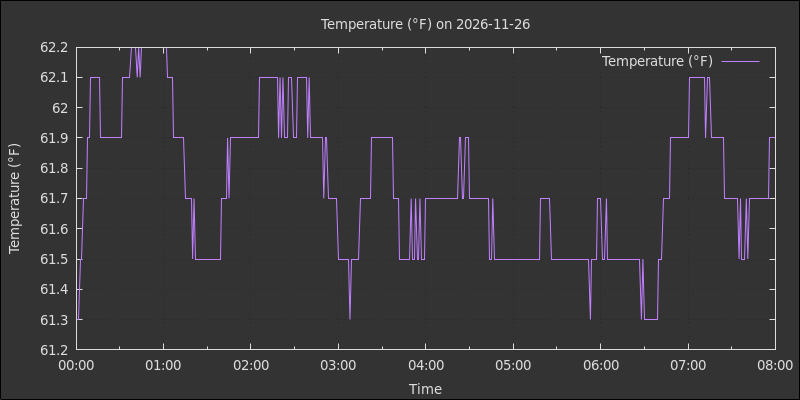 Temperature (°F) on 2026-11-26
Temperature (°F)
62.2
62.1
62
61.9
61.8
61.7
61.6
61.5
61.4
61.3
61.2
Temperature (°F)
00:00 01:00 02:00 03:00 04:00 05:00 06:00 07:00 08:00
Time